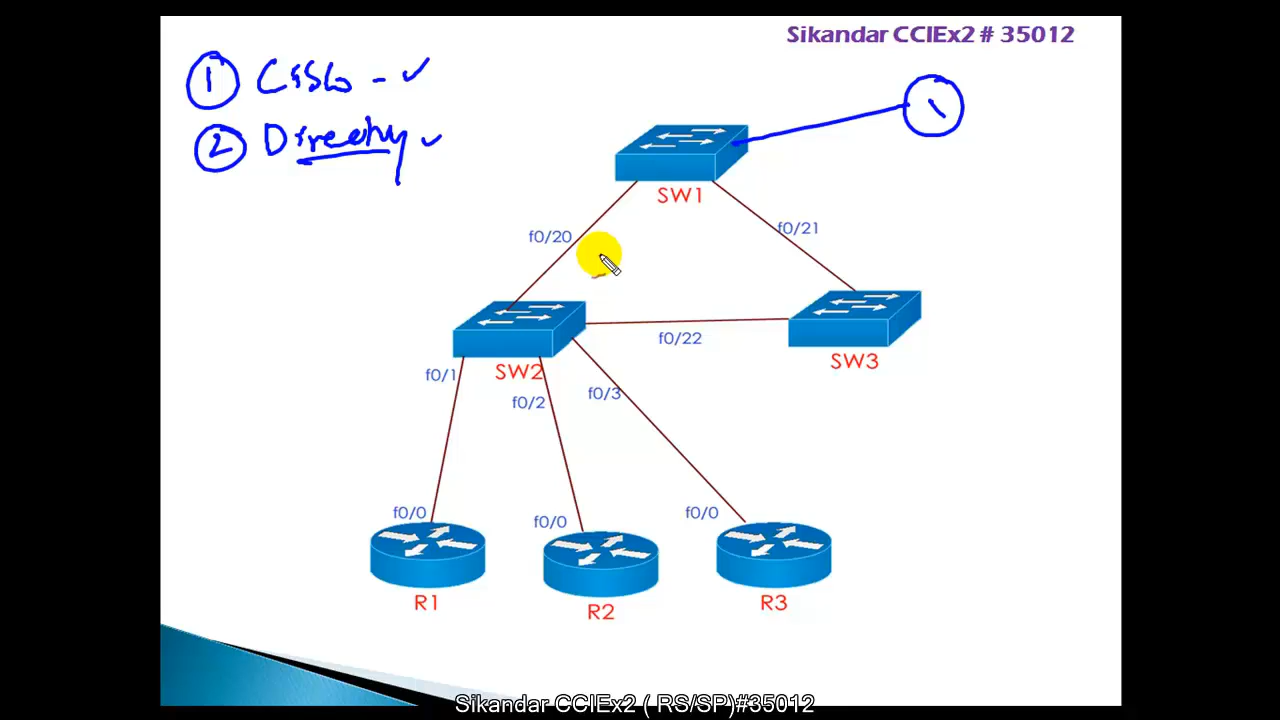 Sikandar CCIEx2 # 35012
1 Cisco - ✓
2 Directly ✓
SW1
f0/20
f0/21
SW2
f0/22
SW3
f0/1
f0/2
f0/3
f0/0
f0/0
f0/0
R1
R2
R3
Sikandar CCIEx2 ( RS/SP)#35012